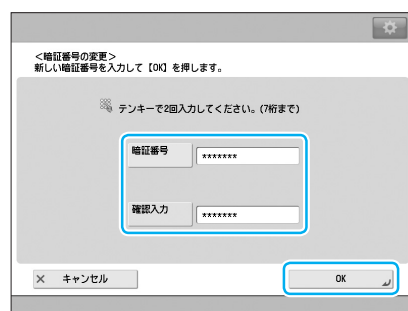 ＜暗証番号の変更＞
新しい暗証番号を入力して【OK】を押します。
テンキーで2回入力してください。(7桁まで)
暗証番号
*******
確認入力
*******
× キャンセル
OK